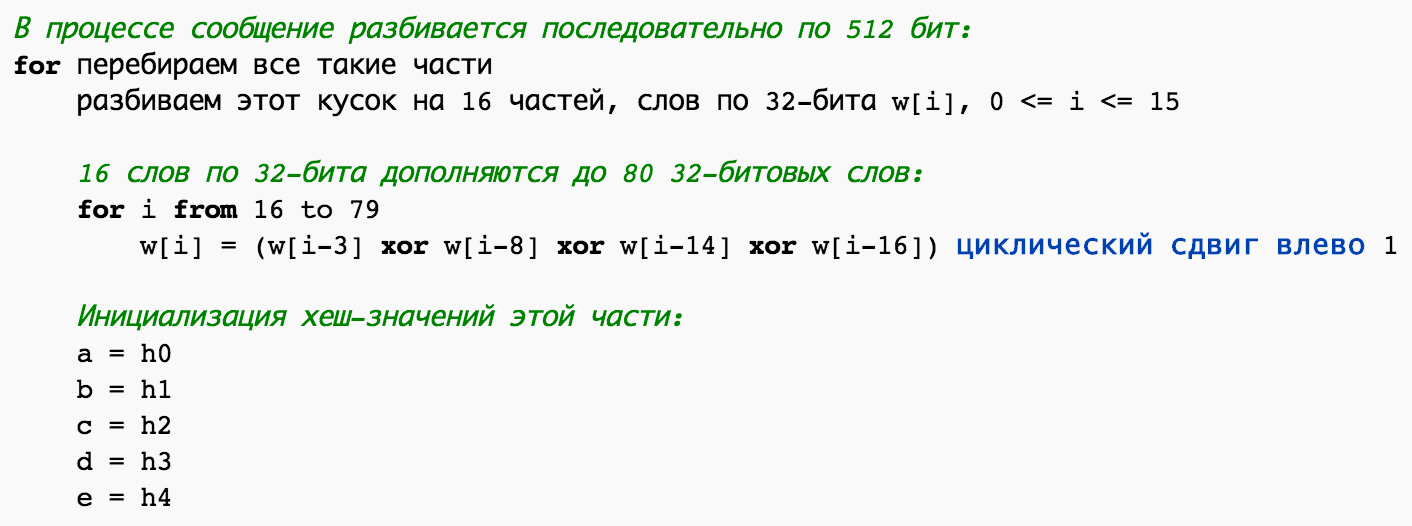 В процессе сообщение разбивается последовательно по 512 бит:
for перебираем все такие части
разбиваем этот кусок на 16 частей, слов по 32-бита w[i], 0 <= i <= 15
16 слов по 32-бита дополняются до 80 32-битовых слов:
for i from 16 to 79
w[i] = (w[i-3] xor w[i-8] xor w[i-14] xor w[i-16]) циклический сдвиг влево 1
Инициализация хеш-значений этой части:
a = h0
b = h1
c = h2
d = h3
e = h4